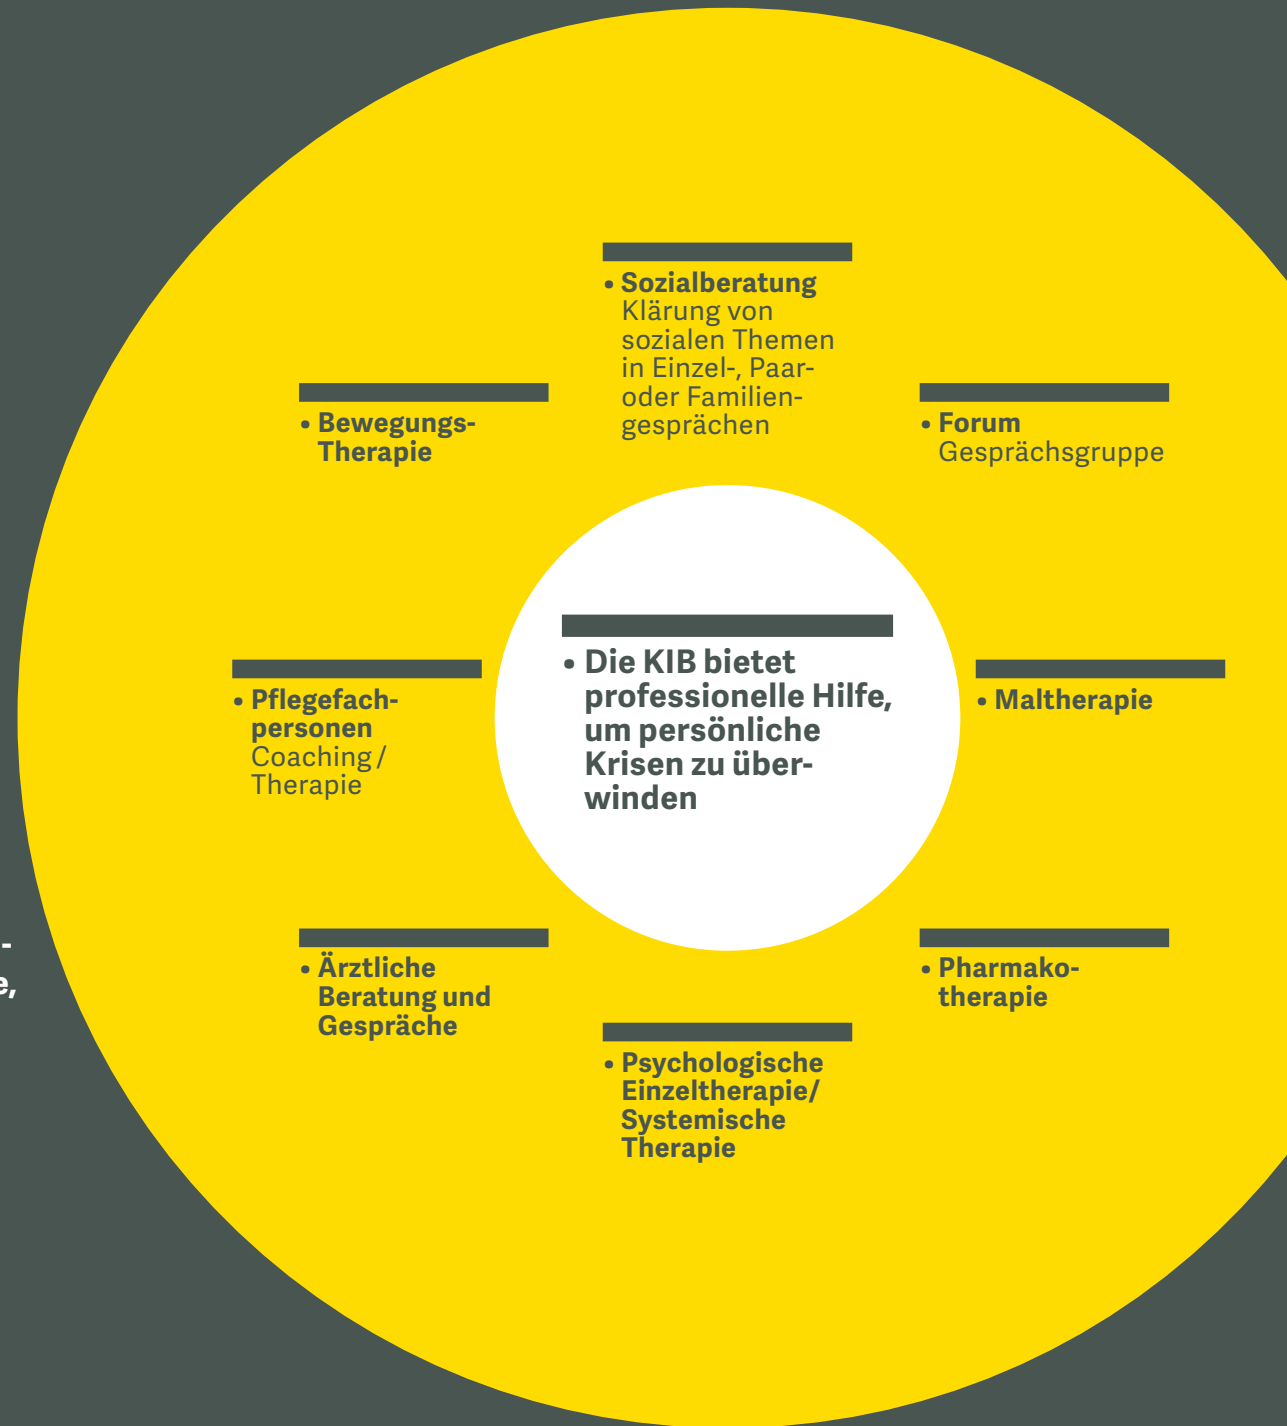 • Sozialberatung
Klärung von
sozialen Themen
in Einzel-, Paar-
oder Familien-
gesprächen
• Bewegungs-
Therapie
• Forum
Gesprächsgruppe
• Die KIB bietet
professionelle Hilfe,
um persönliche
Krisen zu über-
winden
• Pflegefach-
personen
Coaching /
Therapie
• Maltherapie
• Ärztliche
Beratung und
Gespräche
• Pharmako-
therapie
• Psychologische
Einzeltherapie/
Systemische
Therapie